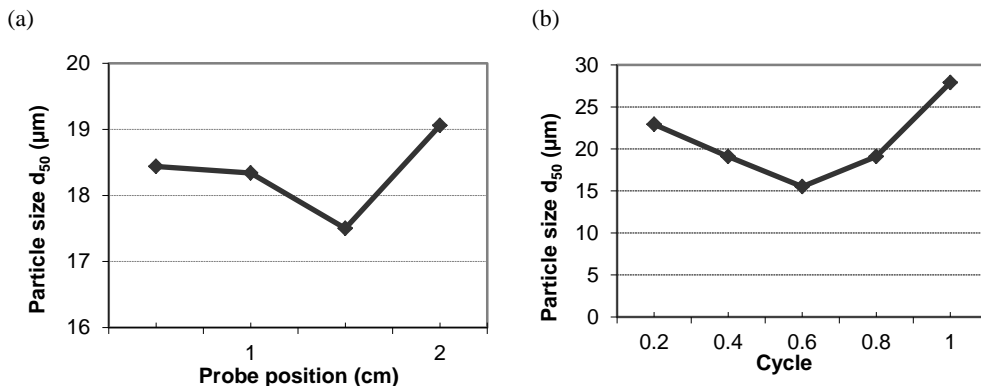 (a)
20
19
18
17
16
1
2
Particle size d50 (µm)
Probe position (cm)
(b)
30
25
20
15
10
5
0
0.2 0.4 0.6 0.8 1
Particle size d50 (µm)
Cycle